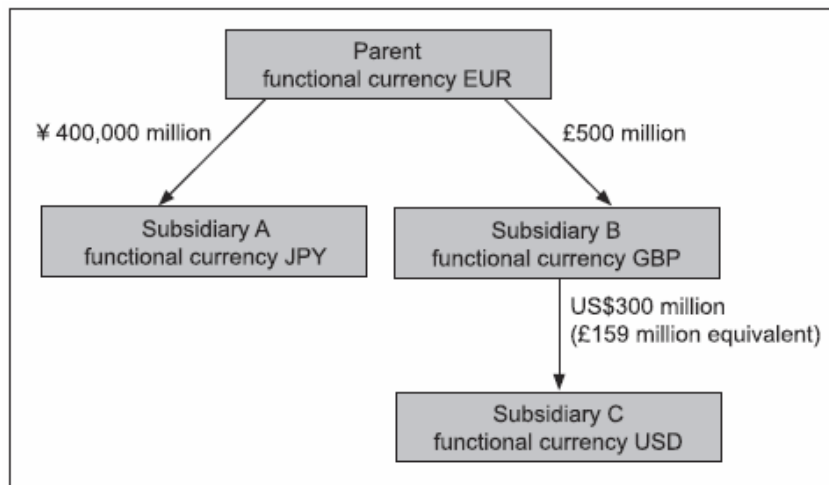 Parent
functional currency EUR
¥ 400,000 million
£500 million
Subsidiary A
functional currency JPY
Subsidiary B
functional currency GBP
US$300 million
(£159 million equivalent)
Subsidiary C
functional currency USD